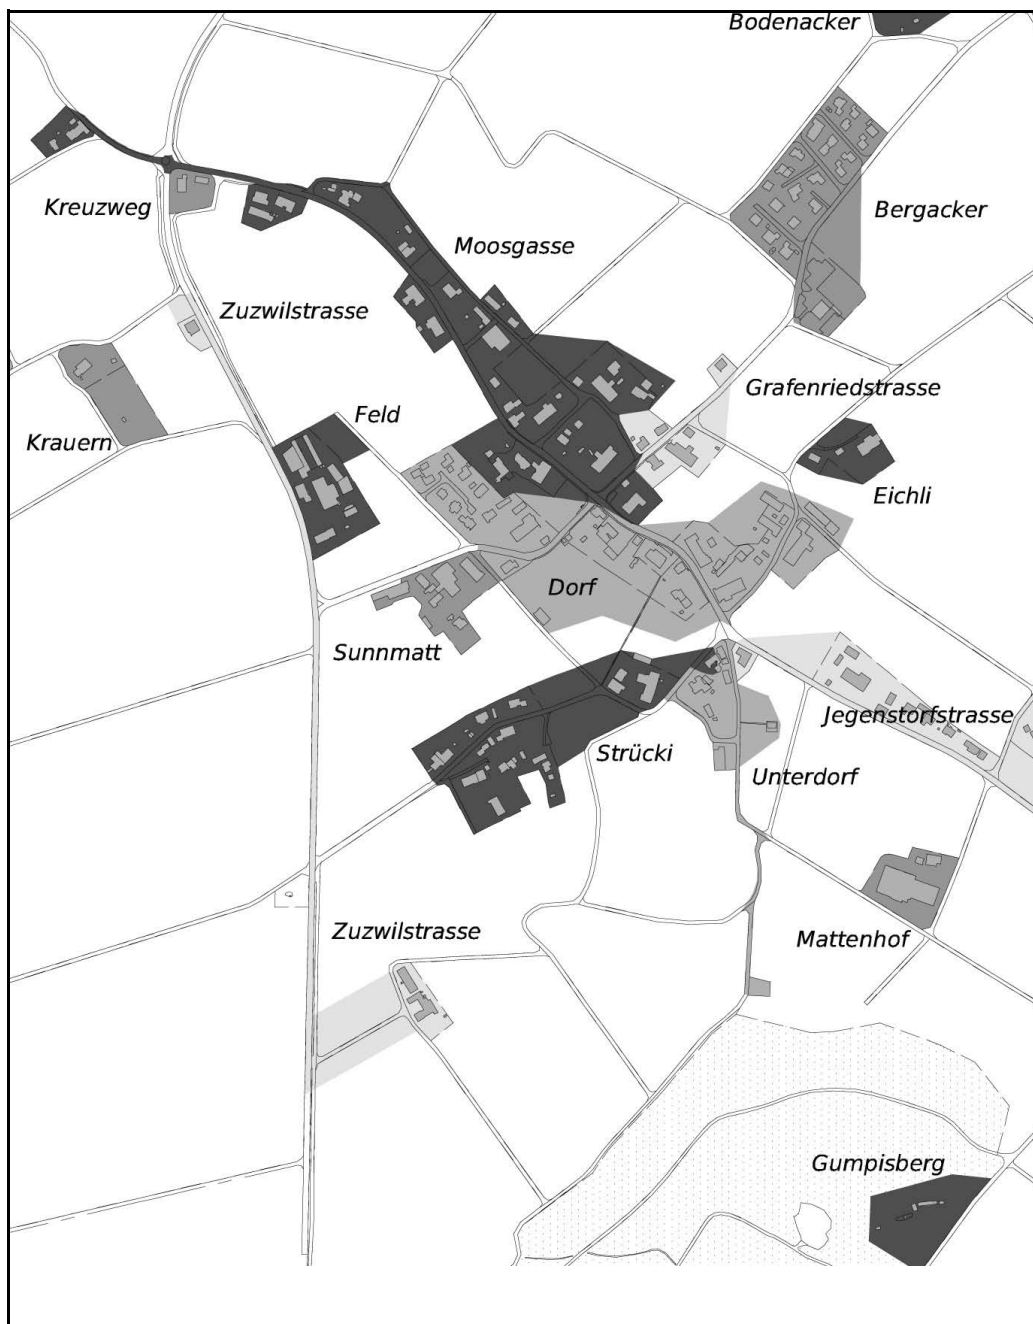 Bodenacker
Kreuzweg
Bergacker
Moosgasse
Zuzwilstrasse
Grafenriedstrasse
Feld
Krauern
Eichli
Dorf
Sunnmatt
Jegenstorfstrasse
Strücki
Unterdorf
Zuzwilstrasse
Mattenhof
Gumpisberg